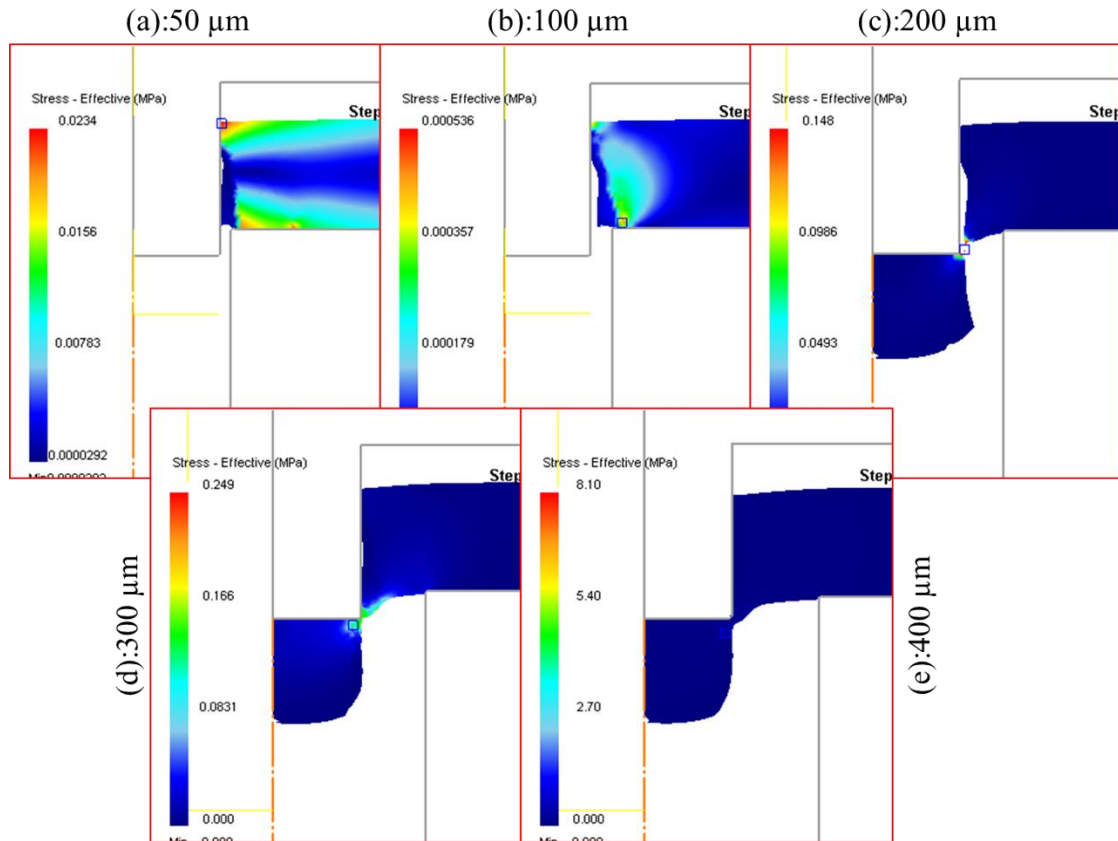 (a):50 µm
(b):100 µm
(c):200 µm
Stress - Effective (MPa)
Step
0.0234
0.0156
0.00783
0.0000292
Stress - Effective (MPa)
Step
0.000536
0.000357
0.000179
Stress - Effective (MPa)
Step
0.148
0.0986
0.0493
(d):300 µm
Stress - Effective (MPa)
Step
0.249
0.166
0.0831
0.000
Stress - Effective (MPa)
Step
8.10
5.40
2.70
0.000
(e):400 µm